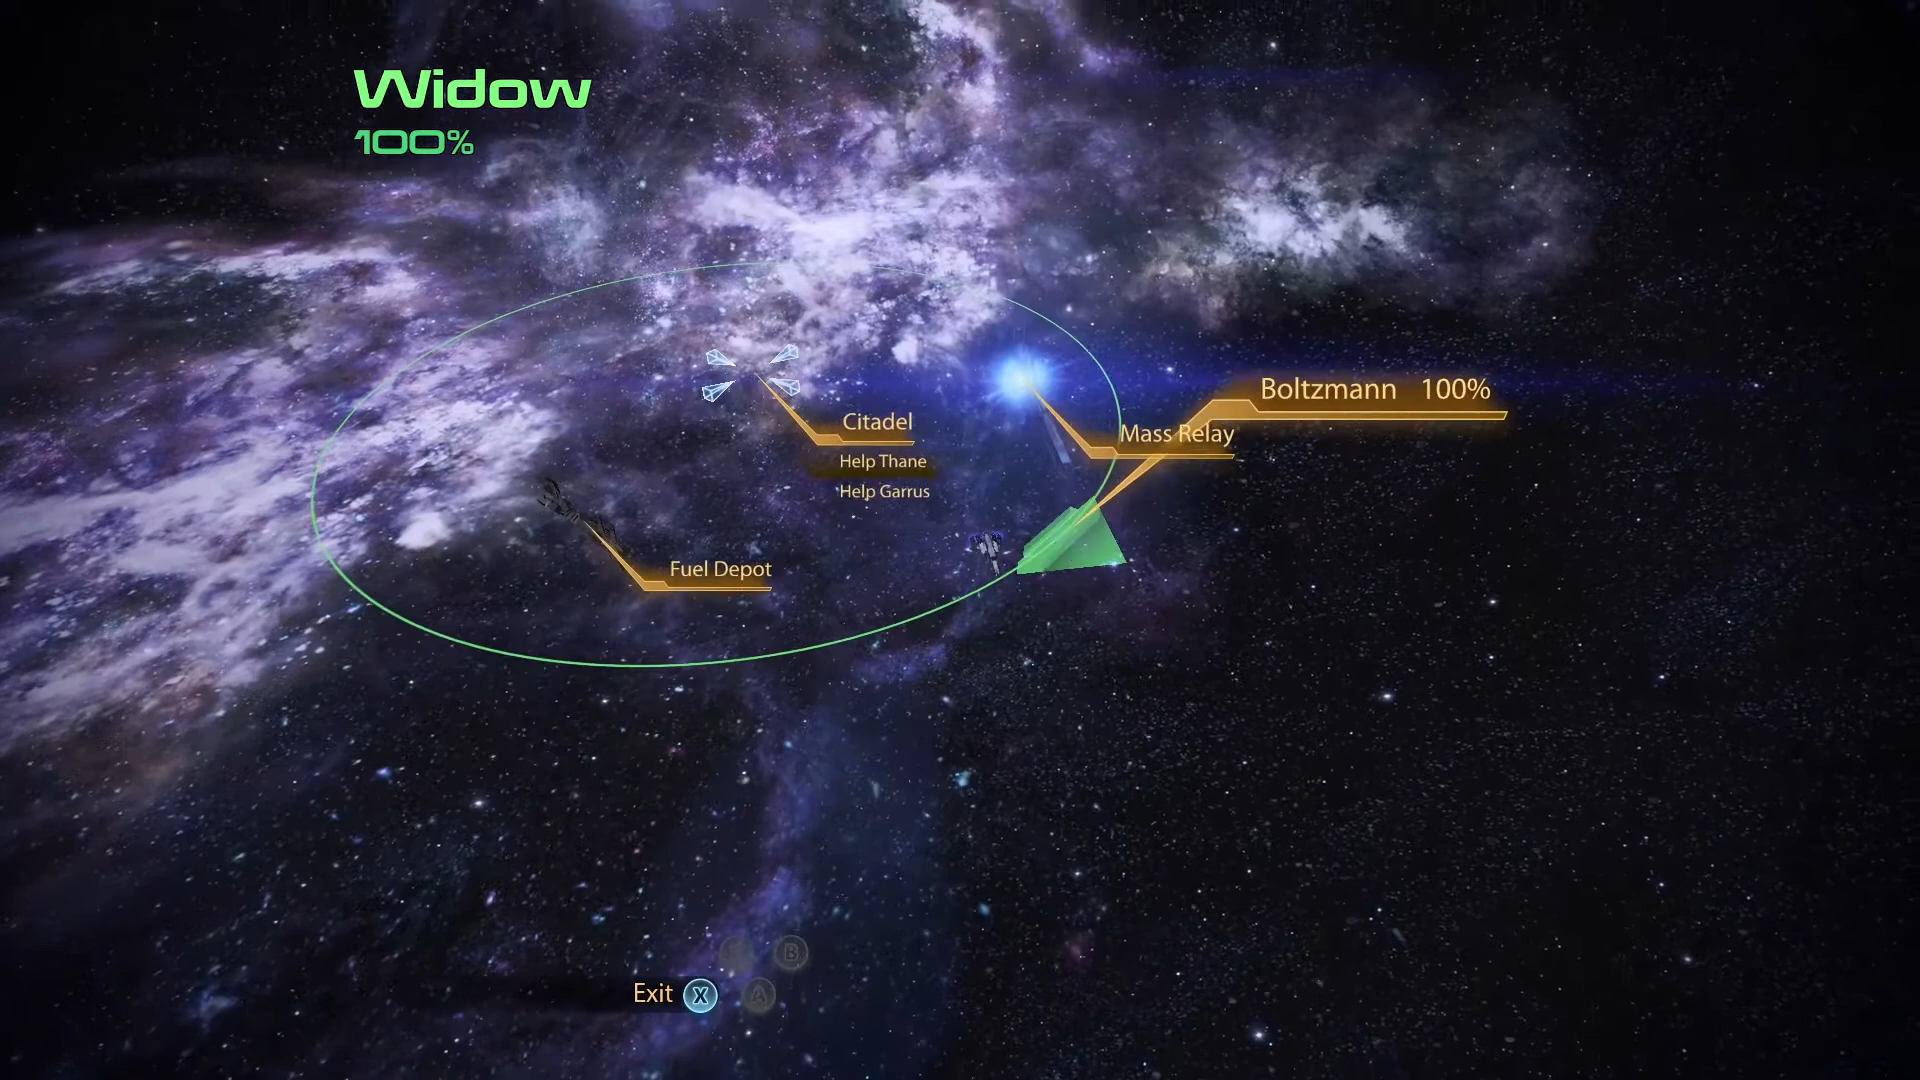 Widow
100%
Boltzmann 100%
Citadel
Mass Relay
Help Thane
Help Garrus
Fuel Depot
B
Exit X
A